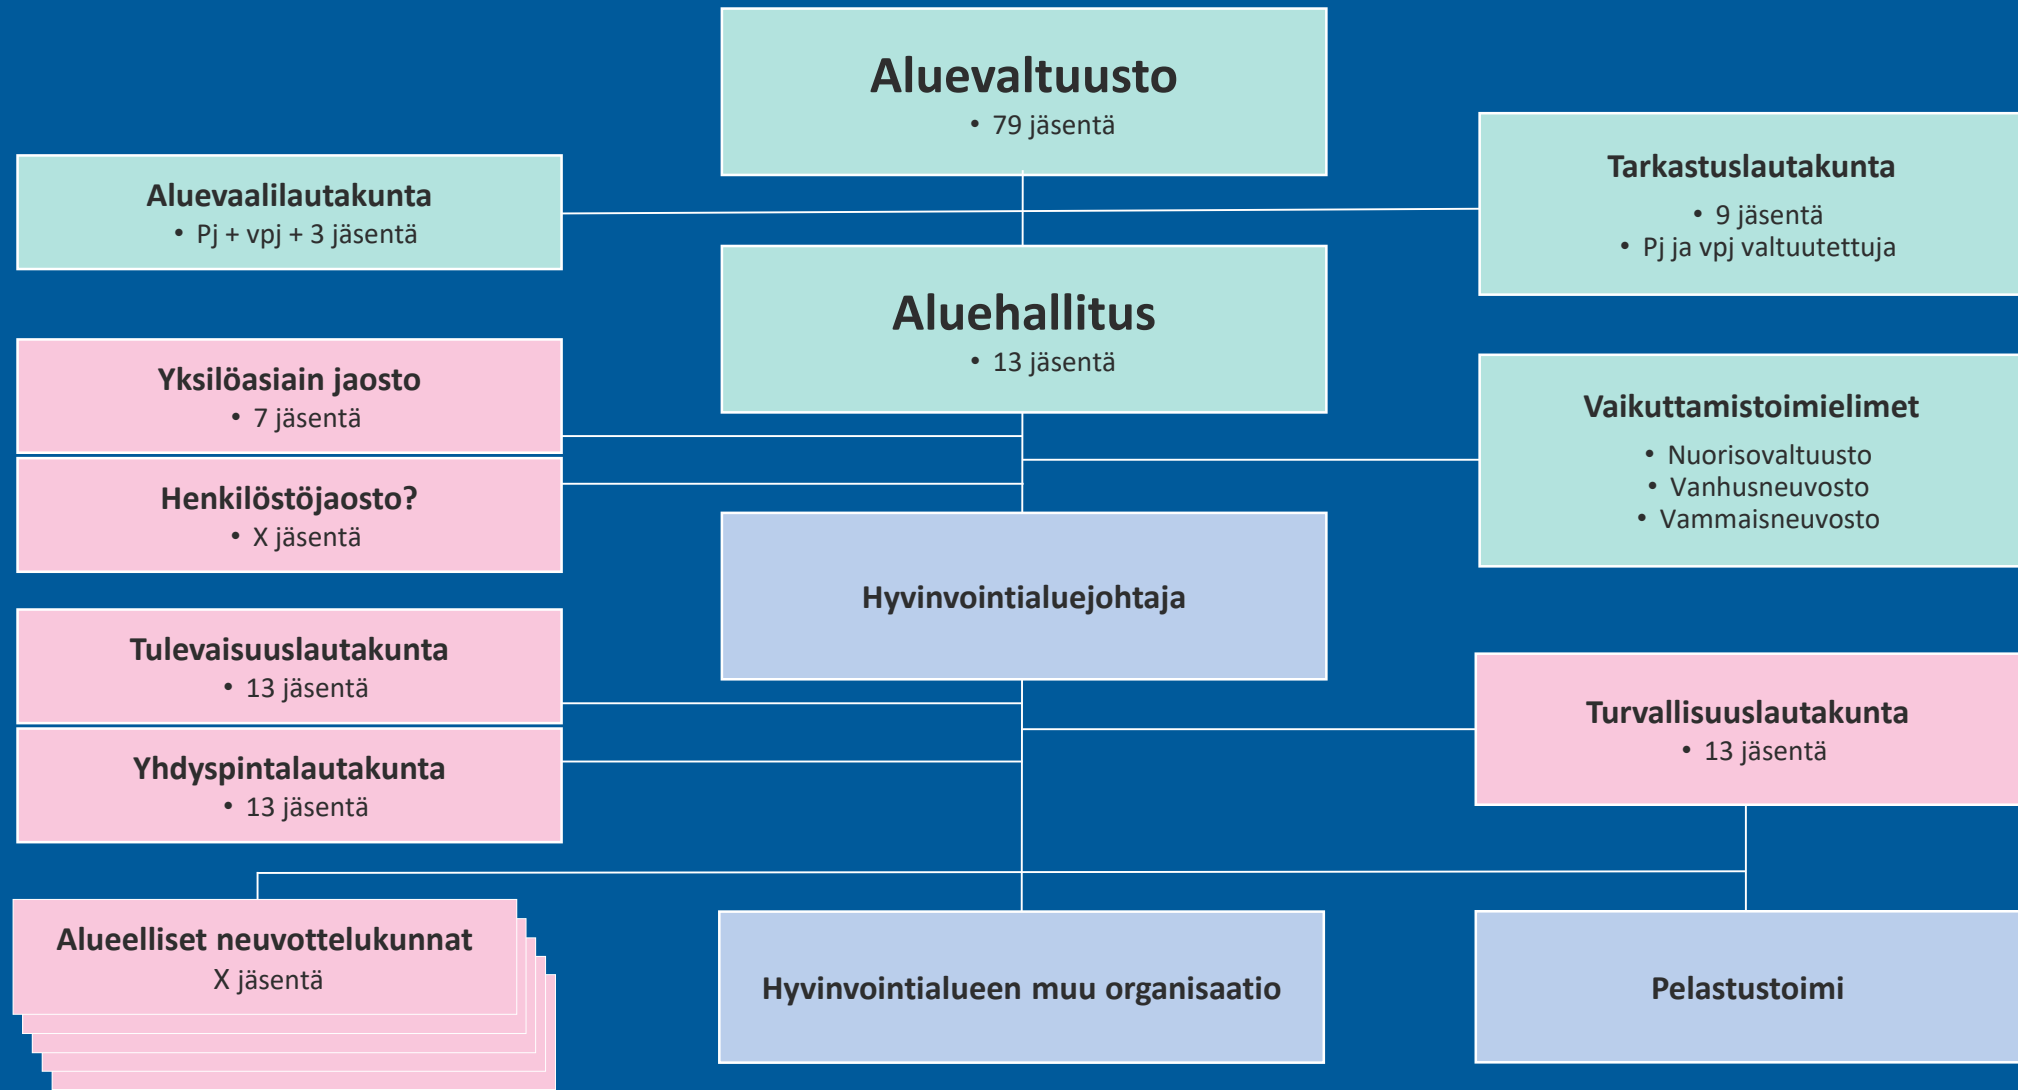 Aluevaltuusto
• 79 jäsentä
Aluevaalilautakunta
• Pj + vpj + 3 jäsentä
Tarkastuslautakunta
• 9 jäsentä
• Pj ja vpj valtuutettuja
Aluehallitus
• 13 jäsentä
Yksilöasiain jaosto
• 7 jäsentä
Henkilöstöjaosto?
• X jäsentä
Vaikuttamistoimielimet
• Nuorisovaltuusto
• Vanhusneuvosto
• Vammaisneuvosto
Hyvinvointialuejohtaja
Tulevaisuuslautakunta
• 13 jäsentä
Yhdyspintalautakunta
• 13 jäsentä
Turvallisuuslautakunta
• 13 jäsentä
Alueelliset neuvottelukunnat
X jäsentä
Hyvinvointialueen muu organisaatio
Pelastustoimi